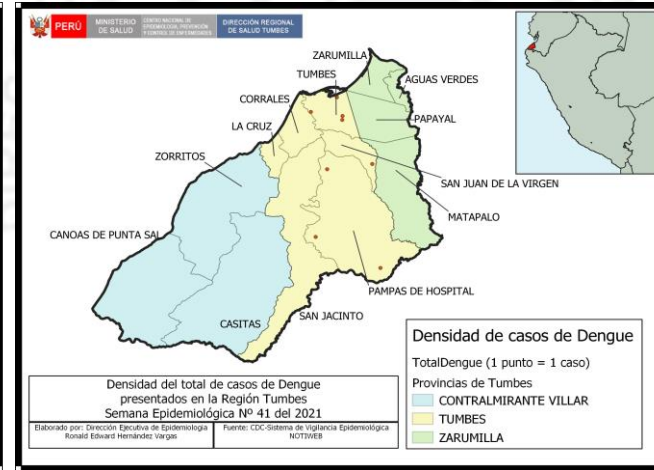 PERÚ
MINISTERIO
DE SALUD
CENTRO NACIONAL DE
EPIDEMIOLOGÍA, PREVENCIÓN
Y CONTROL DE ENFERMEDADES
DIRECCIÓN REGIONAL
DE SALUD TUMBES
ZARUMILLA
TUMBES
AGUAS VERDES
CORRALES
PAPAYAL
LA CRUZ
ZORRITOS
SAN JUAN DE LA VIRGEN
MATAPALO
CANOAS DE PUNTA SAL
PAMPAS DE HOSPITAL
SAN JACINTO
CASITAS
Densidad de casos de Dengue
TotalDengue (1 punto = 1 caso)
Provincias de Tumbes
CONTRALMIRANTE VILLAR
TUMBES
ZARUMILLA
Densidad del total de casos de Dengue
presentados en la Región Tumbes
Semana Epidemiológica Nº 41 del 2021
Elaborado por: Dirección Ejecutiva de Epidemiologia
Ronald Edward Hernández Vargas
Fuente: CDC-Sistema de Vigilancia Epidemiológica
NOTIWEB